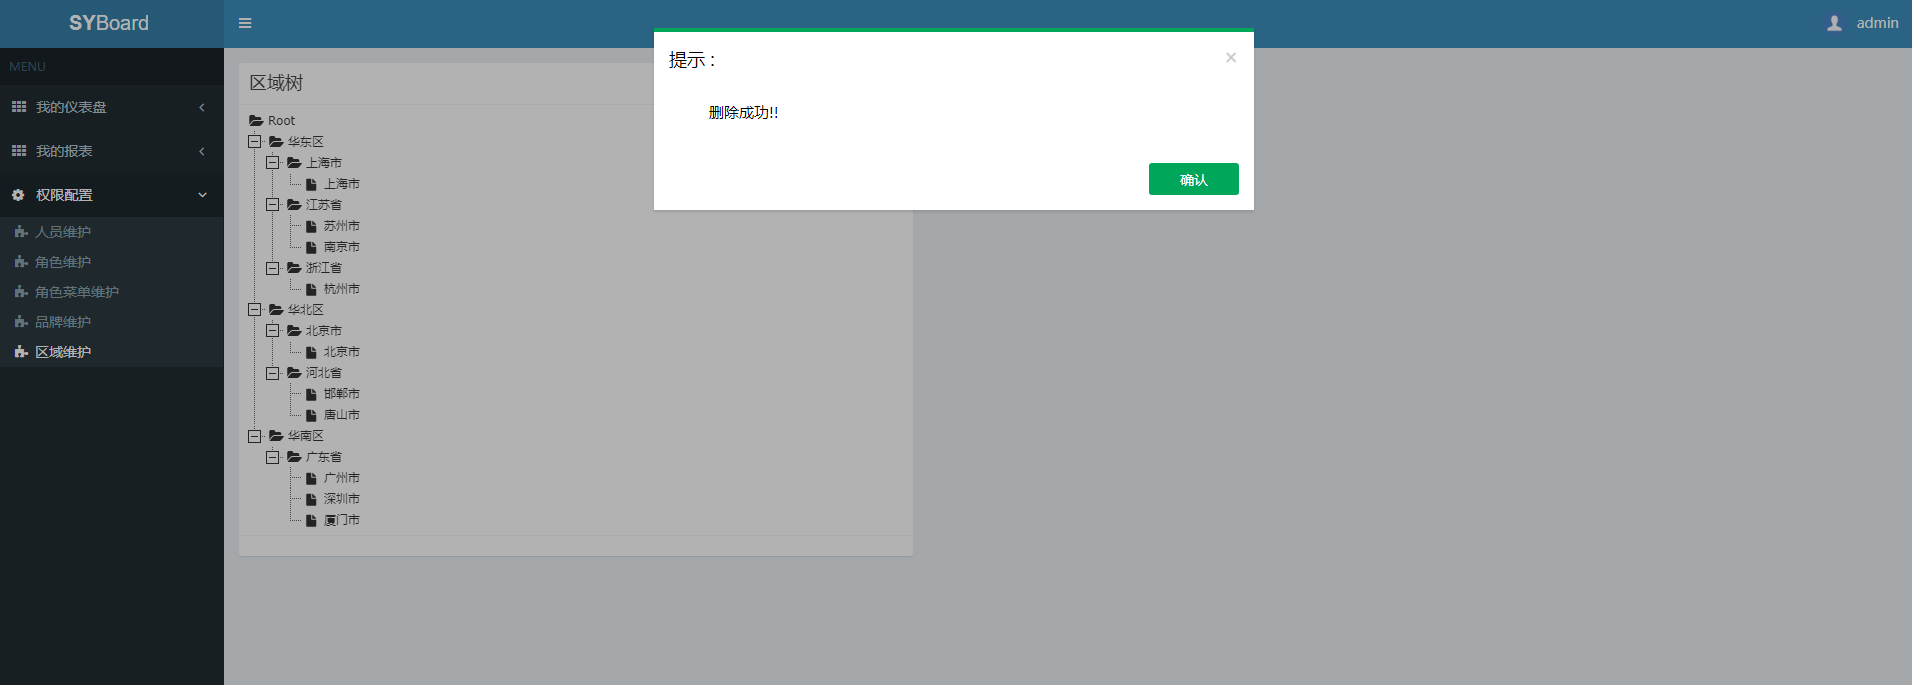 SYBoard
admin
MENU
我的仪表盘
我的报表
权限配置
人员维护
角色维护
角色菜单维护
品牌维护
区域维护
区域树
Root
华东区
上海市
上海市
江苏省
苏州市
南京市
浙江省
杭州市
华北区
北京市
北京市
河北省
邯郸市
唐山市
华南区
广东省
广州市
深圳市
厦门市
提示 :
×
删除成功!!
确认